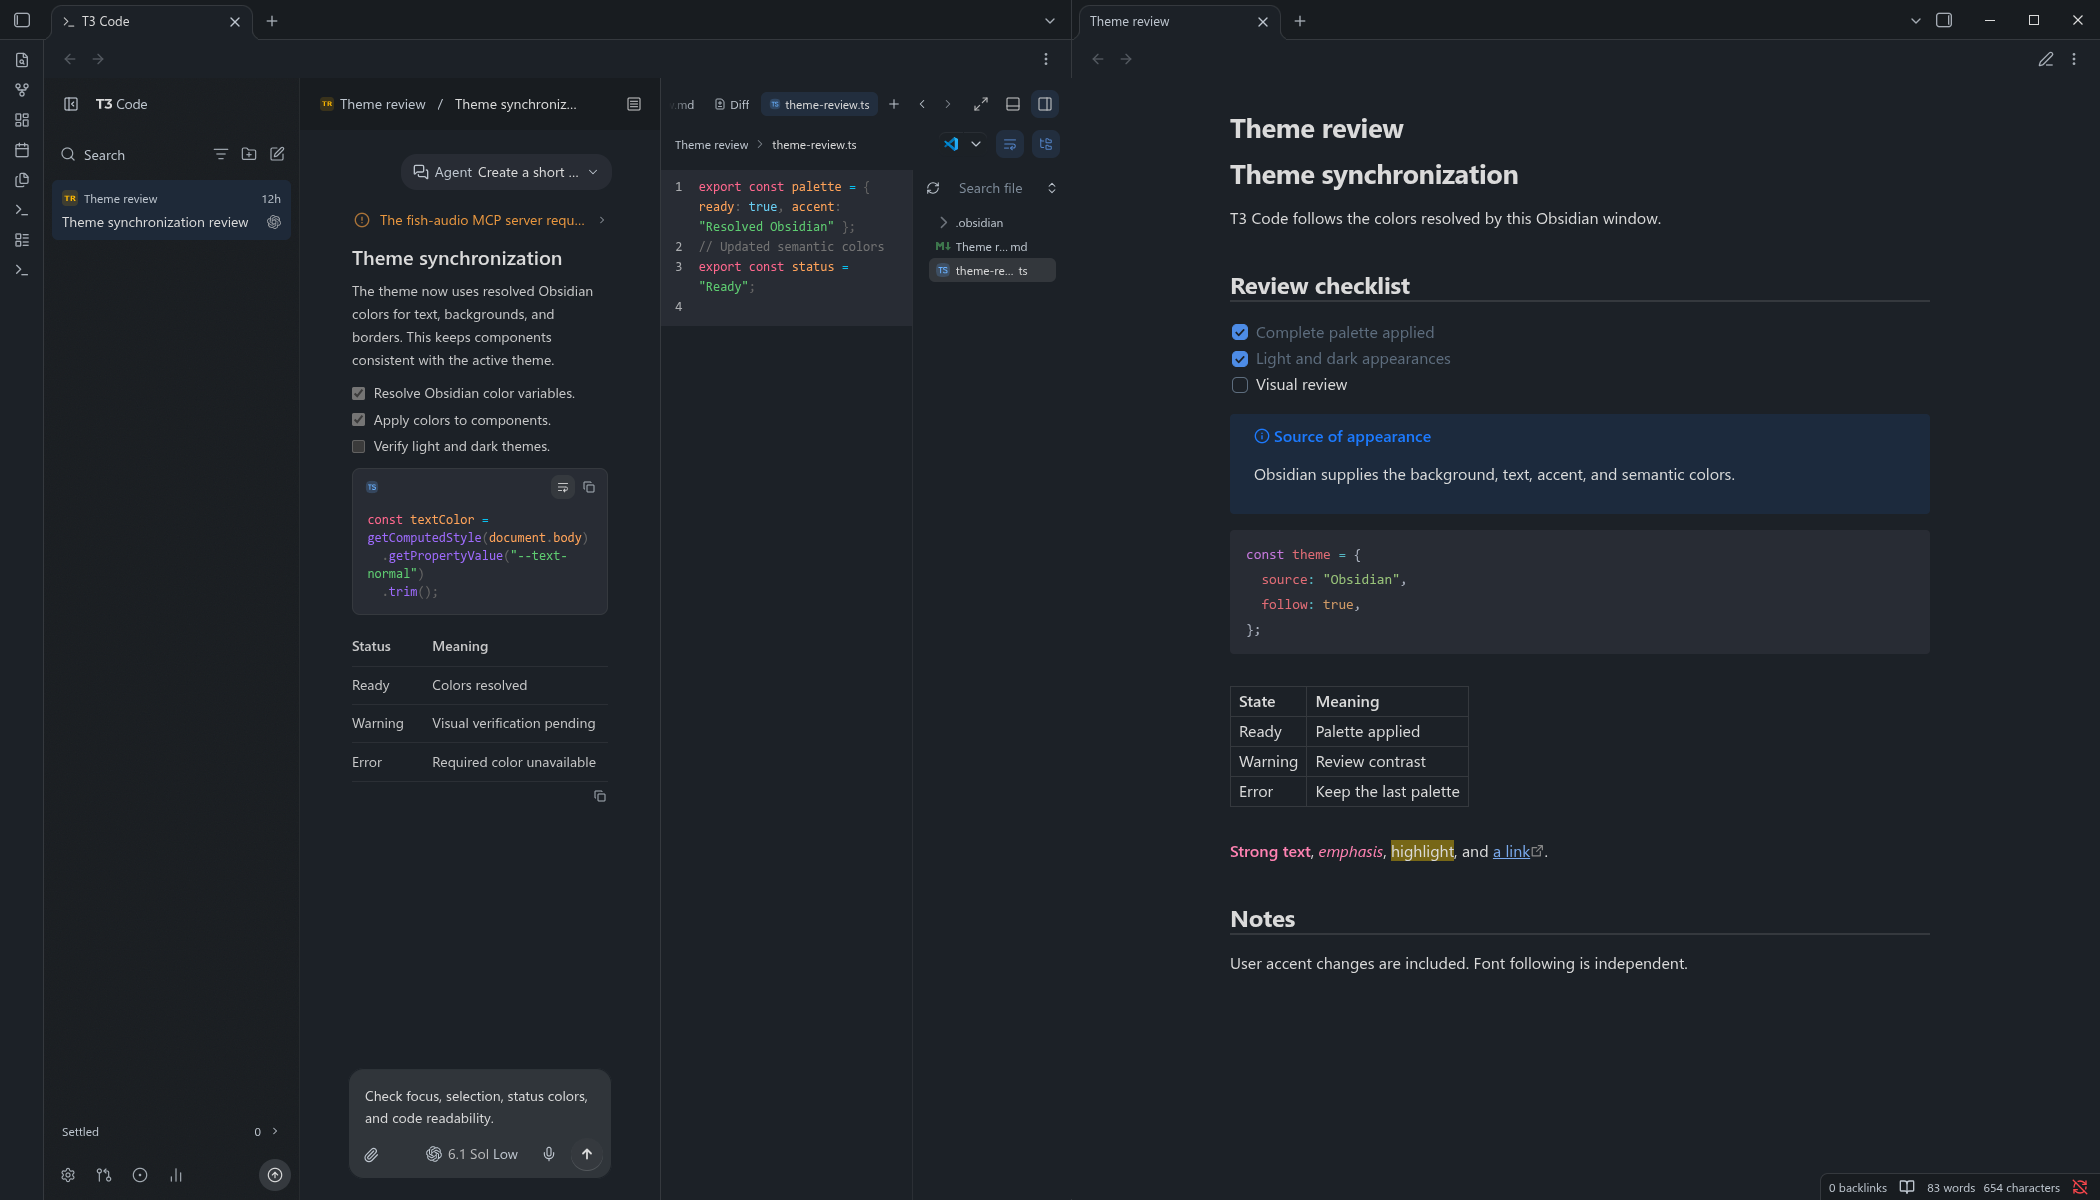 T3 Code
Theme review
T3 Code
Search
TR Theme review 12h
Theme synchronization review
Settled 0
TR Theme review / Theme synchroniz...
Agent Create a short ...
The fish-audio MCP server requ...
Theme synchronization
The theme now uses resolved Obsidian
colors for text, backgrounds, and
borders. This keeps components
consistent with the active theme.
Resolve Obsidian color variables.
Apply colors to components.
Verify light and dark themes.
TS
const textColor =
getComputedStyle(document.body)
.getPropertyValue("--text-
normal")
.trim();
Status Meaning
Ready Colors resolved
Warning Visual verification pending
Error Required color unavailable
Check focus, selection, status colors,
and code readability.
6.1 Sol Low
.md Diff TS theme-review.ts
Theme review > theme-review.ts
1 export const palette = {
ready: true, accent:
"Resolved Obsidian" };
2 // Updated semantic colors
3 export const status =
"Ready";
4
Search file
.obsidian
M↓ Theme r... md
TS theme-re... ts
Theme review
Theme synchronization
T3 Code follows the colors resolved by this Obsidian window.
Review checklist
Complete palette applied
Light and dark appearances
Visual review
Source of appearance
Obsidian supplies the background, text, accent, and semantic colors.
const theme = {
source: "Obsidian",
follow: true,
};
State Meaning
Ready Palette applied
Warning Review contrast
Error Keep the last palette
Strong text, emphasis, highlight, and a link.
Notes
User accent changes are included. Font following is independent.
0 backlinks 83 words 654 characters